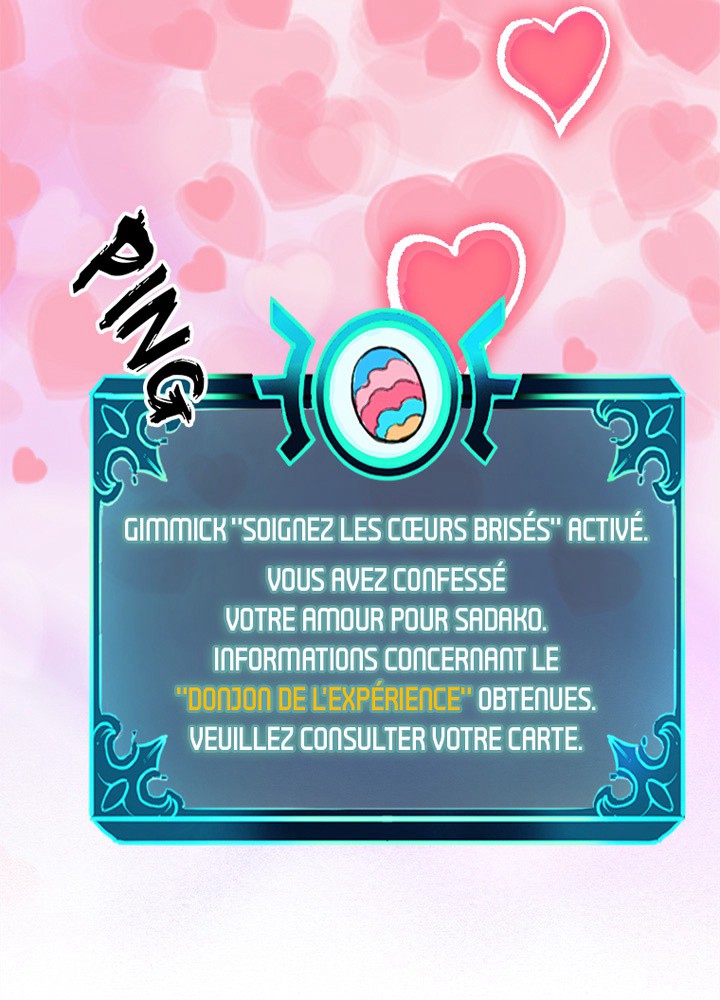 PING
GIMMICK "SOIGNEZ LES CŒURS BRISÉS" ACTIVÉ.
VOUS AVEZ CONFESSÉ
VOTRE AMOUR POUR SADAKO.
INFORMATIONS CONCERNANT LE
"DONJON DE L'EXPÉRIENCE" OBTENUES.
VEUILLEZ CONSULTER VOTRE CARTE.